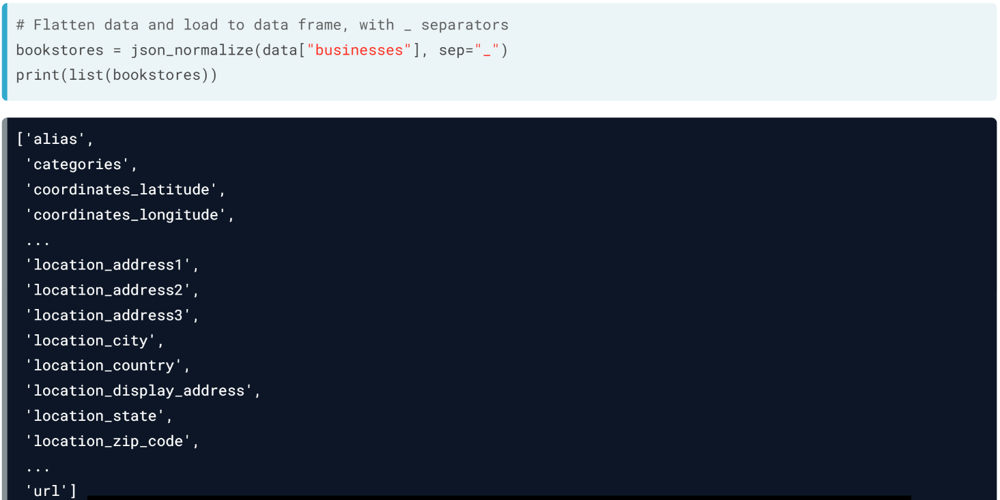 # Flatten data and load to data frame, with _ separators
bookstores = json_normalize(data["businesses"], sep="_")
print(list(bookstores))
['alias',
 'categories',
 'coordinates_latitude',
 'coordinates_longitude',
 ...
 'location_address1',
 'location_address2',
 'location_address3',
 'location_city',
 'location_country',
 'location_display_address',
 'location_state',
 'location_zip_code',
 ...
 'url']